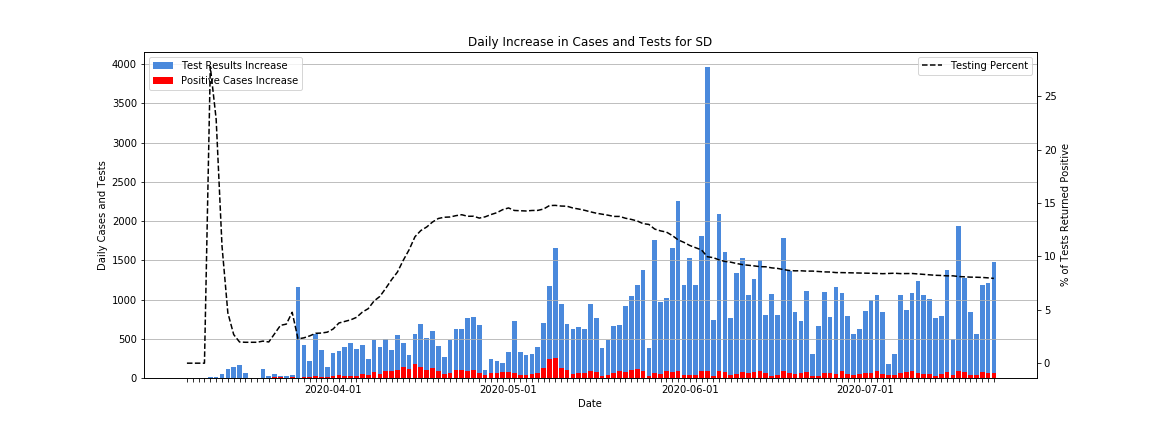 Daily Increase in Cases and Tests for SD
Test Results Increase
Positive Cases Increase
Testing Percent
4000
3500
3000
2500
2000
1500
1000
500
0
Daily Cases and Tests
25
20
15
10
5
0
% of Tests Returned Positive
2020-04-01
2020-05-01
2020-06-01
2020-07-01
Date